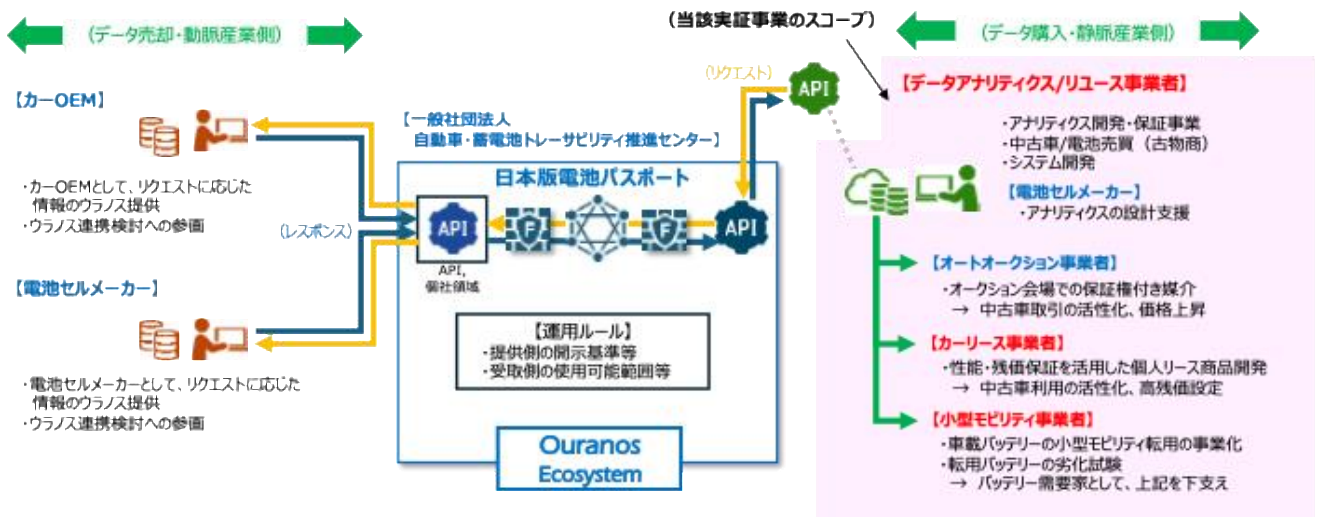 (データ売却・動脈産業側)
(当該実証事業のスコープ)
(データ購入・静脈産業側)
【カーOEM】
・カーOEMとして、リクエストに応じた
情報のウラノス提供
・ウラノス連携検討への参画
【電池セルメーカー】
・電池セルメーカーとして、リクエストに応じた
情報のウラノス提供
・ウラノス連携検討への参画
(レスポンス)
(リクエスト)
API
【一般社団法人
自動車・蓄電池トレーサビリティ推進センター】
日本版電池パスポート
API
F
F
API
API,
個社領域
【運用ルール】
・提供側の開示基準等
・受取側の使用可能範囲等
Ouranos
Ecosystem
【データアナリティクス/リユース事業者】
・アナリティクス開発・保証事業
・中古車/電池売買(古物商)
・システム開発
【電池セルメーカー】
・アナリティクスの設計支援
【オートオークション事業者】
・オークション会場での保証権付き媒介
→ 中古車取引の活性化、価格上昇
【カーリース事業者】
・性能・残価保証を活用した個人リース商品開発
→ 中古車利用の活性化、高残価設定
【小型モビリティ事業者】
・車載バッテリーの小型モビリティ転用の事業化
・転用バッテリーの劣化試験
→ バッテリー需要家として、上記を下支え